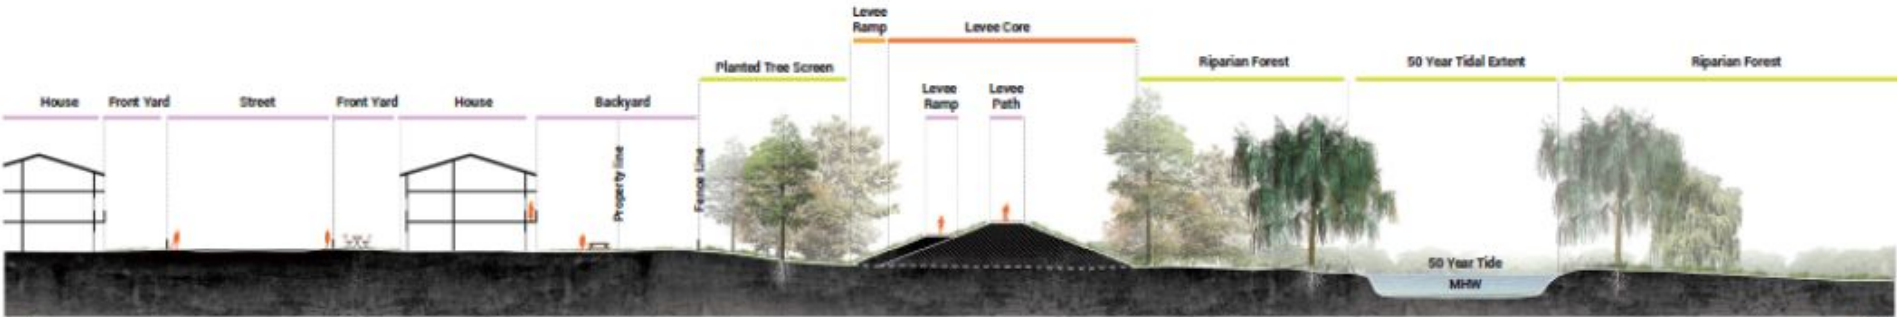 Levee
Ramp
Levee Core
Planted Tree Screen
Riparian Forest
50 Year Tidal Extent
Riparian Forest
House
Front Yard
Street
Front Yard
House
Backyard
Levee
Ramp
Levee
Path
Property line
Fence Line
50 Year Tide
MHW